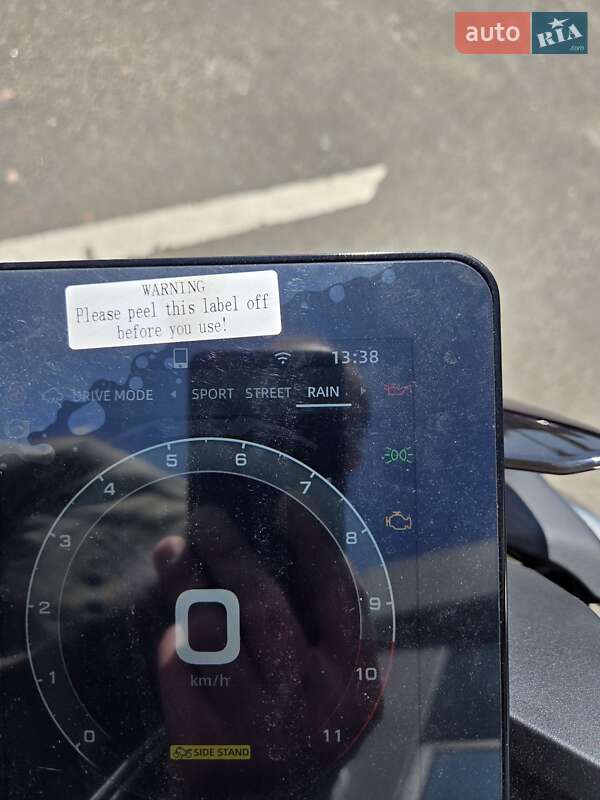 auto RIA
.com
WARNING
Please peel this label off
before you use!
13:38
DRIVE MODE SPORT STREET RAIN
0
1
2
3
4
5
6
7
8
9
10
11
0
km/h
SIDE STAND